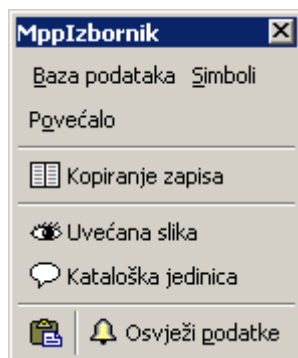 MppIzbornik
Baza podataka Simboli
Povećalo
Kopiranje zapisa
Uvećana slika
Kataloška jedinica
Osvježi podatke